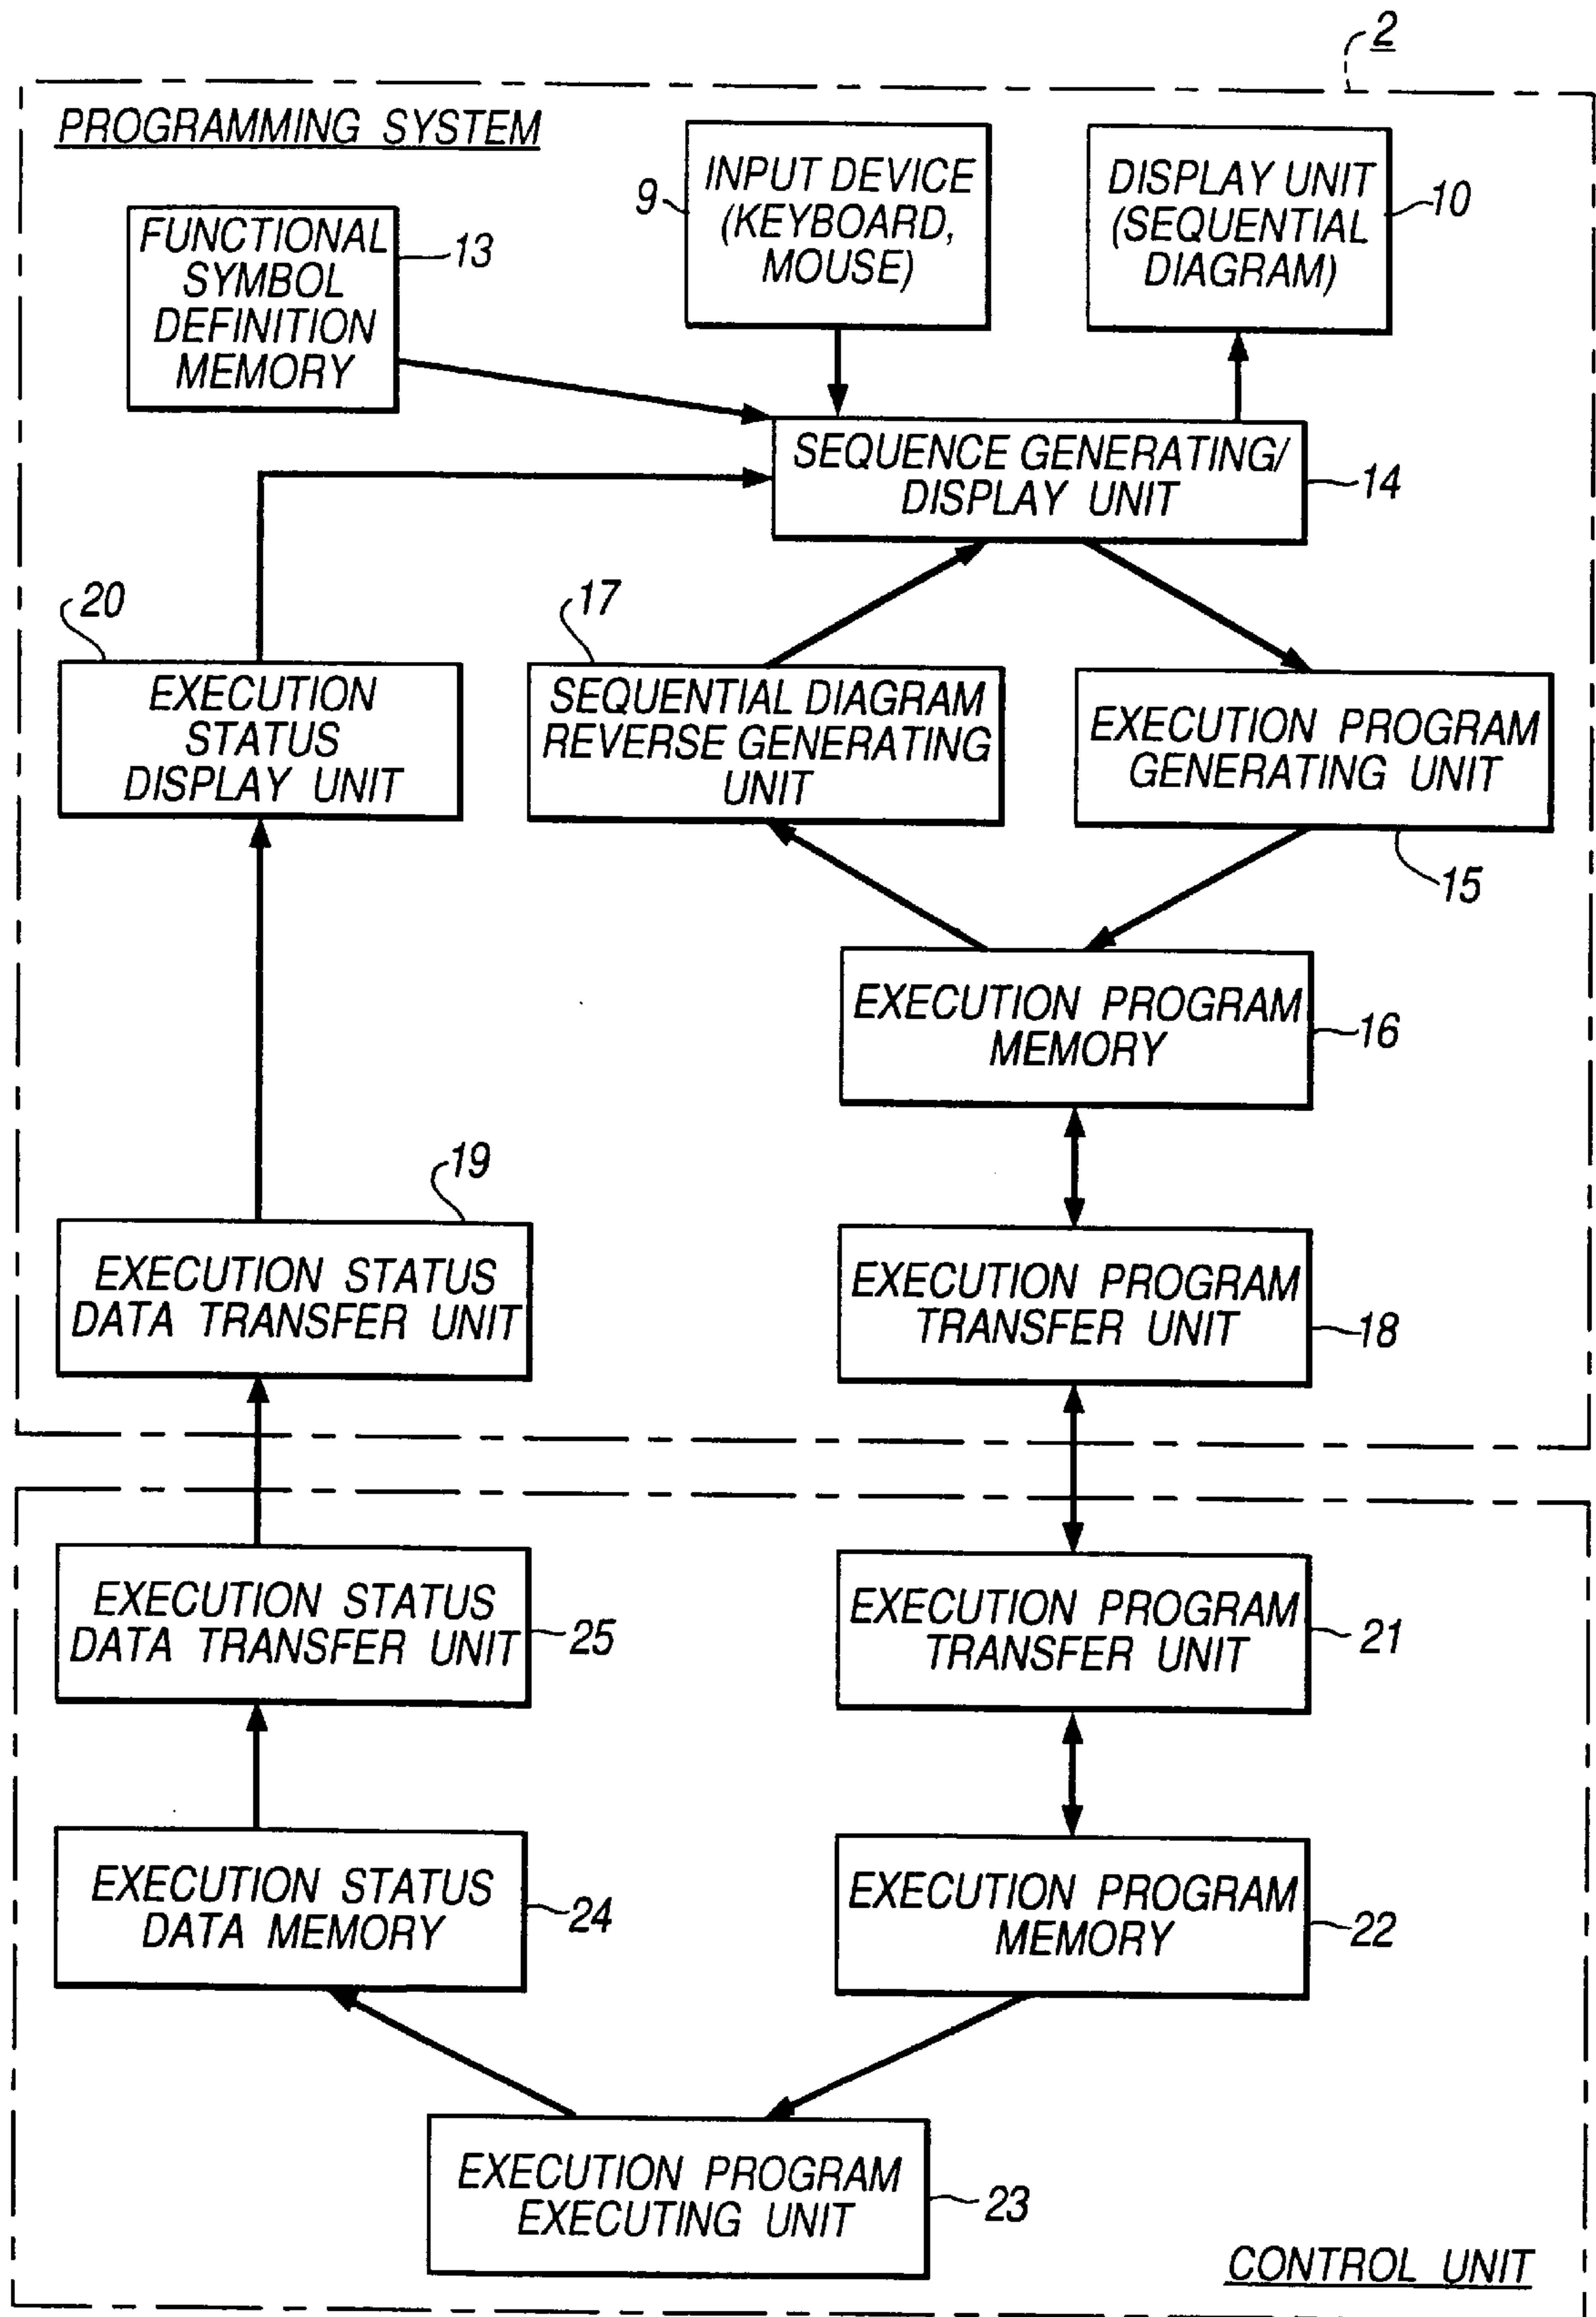 2
PROGRAMMING SYSTEM
INPUT DEVICE
(KEYBOARD,
MOUSE)
9
DISPLAY UNIT
(SEQUENTIAL
DIAGRAM)
10
FUNCTIONAL
SYMBOL
DEFINITION
MEMORY
13
SEQUENCE GENERATING/
DISPLAY UNIT
14
20
EXECUTION
STATUS
DISPLAY UNIT
17
SEQUENTIAL DIAGRAM
REVERSE GENERATING
UNIT
EXECUTION PROGRAM
GENERATING UNIT
15
EXECUTION PROGRAM
MEMORY
16
19
EXECUTION STATUS
DATA TRANSFER UNIT
EXECUTION PROGRAM
TRANSFER UNIT
18
EXECUTION STATUS
DATA TRANSFER UNIT
25
EXECUTION PROGRAM
TRANSFER UNIT
21
EXECUTION STATUS
DATA MEMORY
24
EXECUTION PROGRAM
MEMORY
22
EXECUTION PROGRAM
EXECUTING UNIT
23
CONTROL UNIT